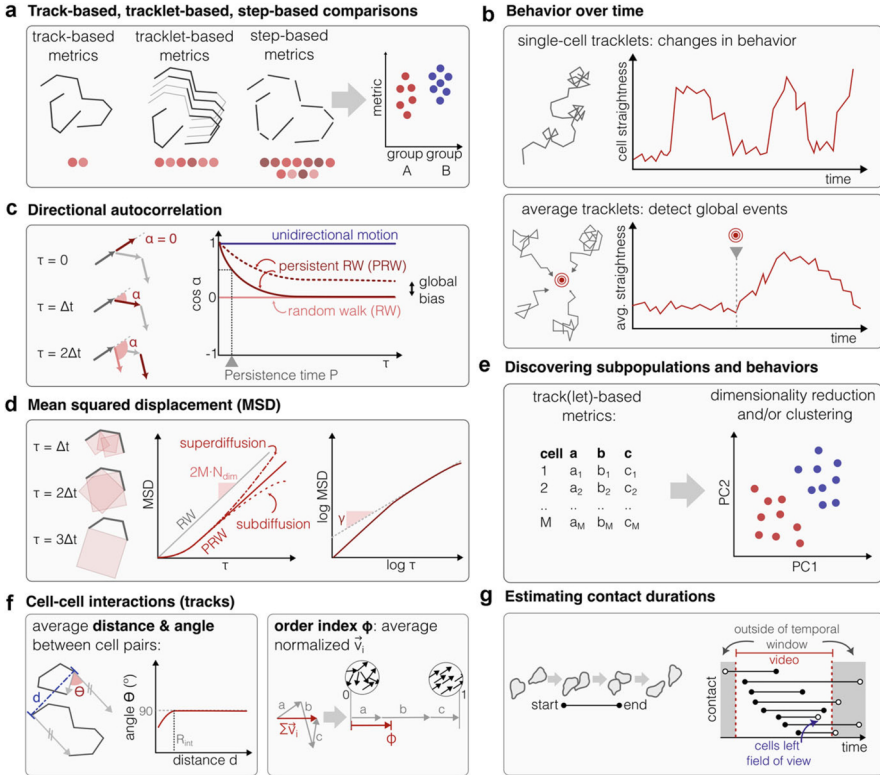 a Track-based, tracklet-based, step-based comparisons
track-based
metrics
tracklet-based
metrics
step-based
metrics
metric
group
A
group
B
b Behavior over time
single-cell tracklets: changes in behavior
cell straightness
time
average tracklets: detect global events
avg. straightness
time
c Directional autocorrelation
τ = 0
α = 0
τ = Δt
α
τ = 2Δt
α
cos α
1
0
-1
unidirectional motion
persistent RW (PRW)
random walk (RW)
global
bias
Persistence time P
τ
d Mean squared displacement (MSD)
τ = Δt
τ = 2Δt
τ = 3Δt
MSD
superdiffusion
2M·N_dim
RW
PRW
subdiffusion
τ
log MSD
γ
log τ
e Discovering subpopulations and behaviors
track(let)-based
metrics:
cell a b c
1 a₁ b₁ c₁
2 a₂ b₂ c₂
.. .. .. ..
M a_M b_M c_M
dimensionality reduction
and/or clustering
PC2
PC1
f Cell-cell interactions (tracks)
average distance & angle
between cell pairs:
d
Θ
angle Θ (°)
90
R_int
distance d
order index ϕ: average
normalized v⃗ᵢ
a
b
c
Σv⃗ᵢ
0
1
a
b
c
ϕ
g Estimating contact durations
start
end
outside of temporal
window
video
contact
cells left
field of view
time